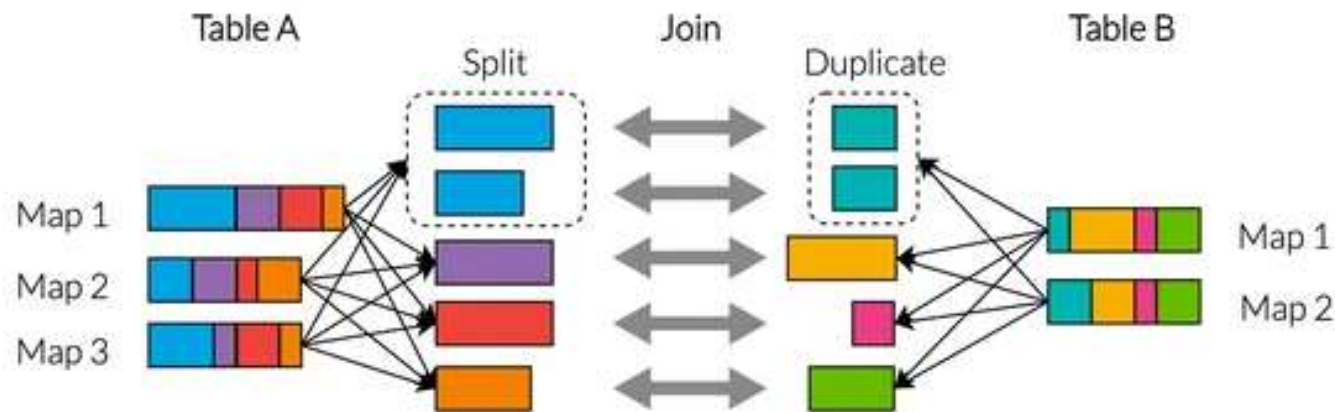 Table A
Join
Table B
Split
Duplicate
Map 1
Map 2
Map 3
Map 1
Map 2